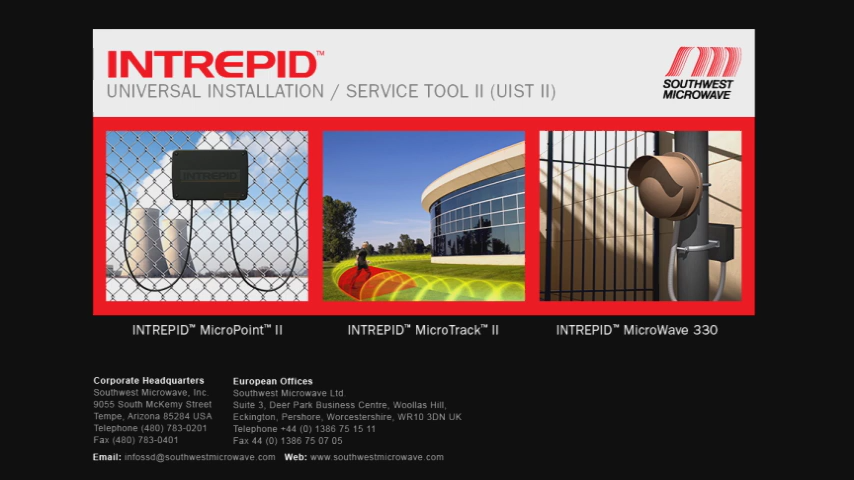 INTREPID™
UNIVERSAL INSTALLATION / SERVICE TOOL II (UIST II)
SOUTHWEST
MICROWAVE
INTREPID
INTREPID™ MicroPoint™ II
INTREPID™ MicroTrack™ II
INTREPID™ MicroWave 330
Corporate Headquarters
Southwest Microwave, Inc.
9055 South McKemy Street
Tempe, Arizona 85284 USA
Telephone (480) 783-0201
Fax (480) 783-0401
European Offices
Southwest Microwave Ltd.
Suite 3, Deer Park Business Centre, Woollas Hill,
Eckington, Pershore, Worcestershire, WR10 3DN UK
Telephone +44 (0) 1386 75 15 11
Fax 44 (0) 1386 75 07 05
Email: infossd@southwestmicrowave.com Web: www.southwestmicrowave.com